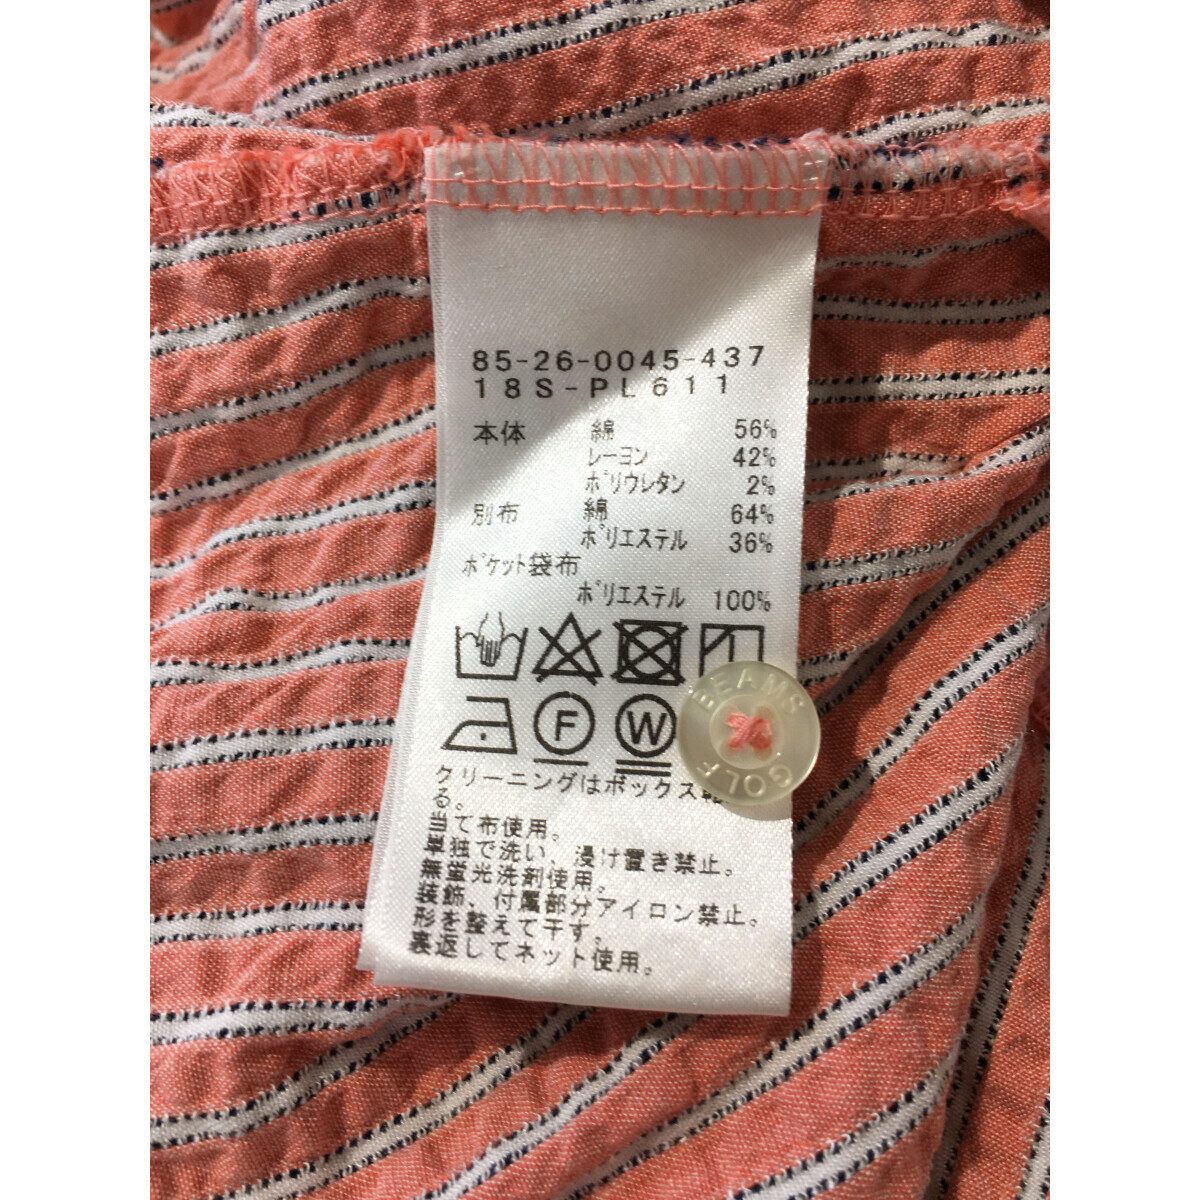 85-26-0045-437
18S-PL611
本体 綿 56%
レーヨン 42%
ポリウレタン 2%
別布 綿 64%
ポリエステル 36%
ポケット袋布
ポリエステル 100%
F W
BEAMS GOLF
クリーニングはボックス
る。
当て布使用。
単独で洗い、浸け置き禁止。
無蛍光洗剤使用。
装飾、付属部分アイロン禁止。
形を整えて干す。
裏返してネット使用。